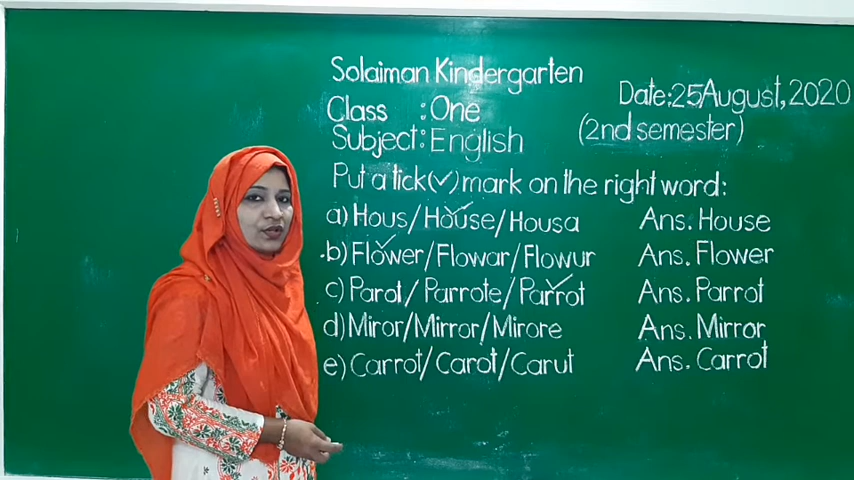 Solaiman Kindergarten
Date:25 August, 2020
Class : One
(2nd semester)
Subject: English
Put a tick(✓) mark on the right word:
a) Hous/House/Housa Ans. House
b) Flower/Flowar/Flowur Ans. Flower
c) Parot/Parrote/Parrot Ans. Parrot
d) Miror/Mirror/Mirore Ans. Mirror
e) Carrot/Carot/Carut Ans. Carrot